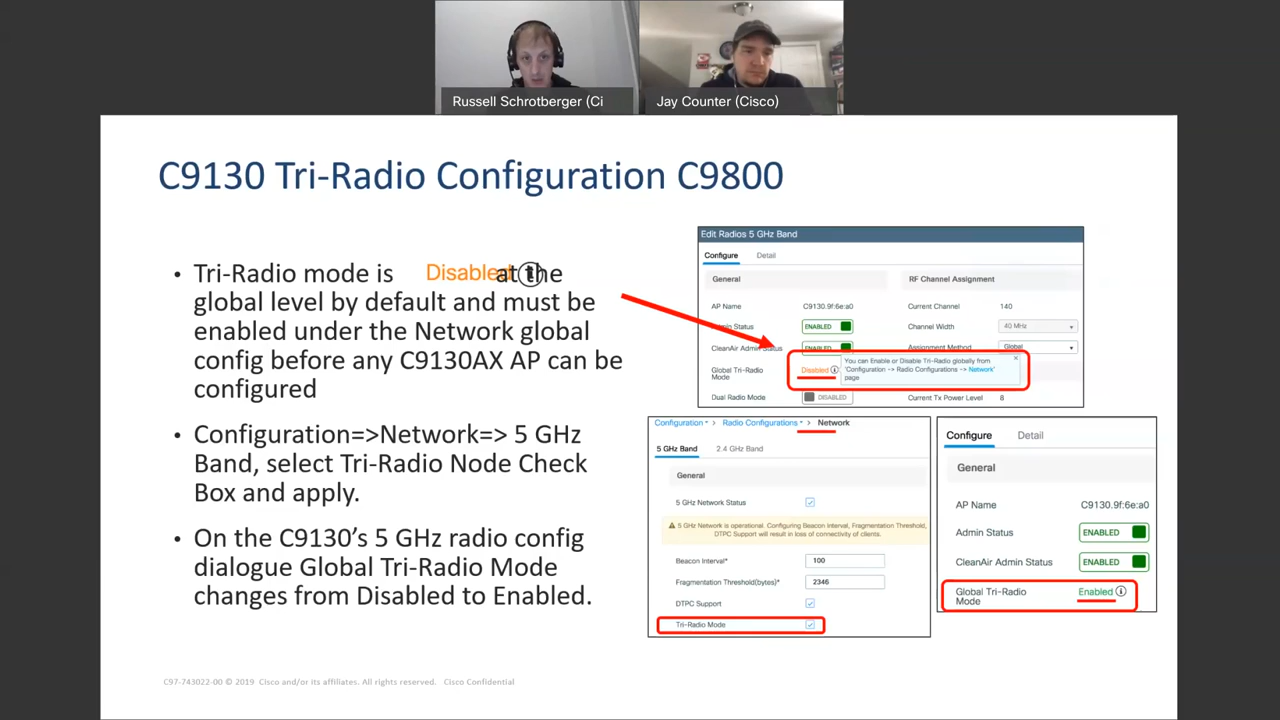 Russell Schrotberger (Ci
Jay Counter (Cisco)
C9130 Tri-Radio Configuration C9800
• Tri-Radio mode is Disabled at the
global level by default and must be
enabled under the Network global
config before any C9130AX AP can be
configured
• Configuration=>Network=> 5 GHz
Band, select Tri-Radio Node Check
Box and apply.
• On the C9130’s 5 GHz radio config
dialogue Global Tri-Radio Mode
changes from Disabled to Enabled.
Edit Radios 5 GHz Band
Configure Detail
General RF Channel Assignment
AP Name C9130.9f:6e:a0 Current Channel 140
Admin Status ENABLED Channel Width 40 MHz
CleanAir Admin Status ENABLED Assignment Method Global
Global Tri-Radio
Mode
Disabled
You can Enable or Disable Tri-Radio globally from
'Configuration -> Radio Configurations -> Network'
page
Dual Radio Mode DISABLED Current Tx Power Level 8
Configuration > Radio Configurations > Network
5 GHz Band 2.4 GHz Band
General
5 GHz Network Status
5 GHz Network is operational. Configuring Beacon Interval, Fragmentation Threshold,
DTPC Support will result in loss of connectivity of clients.
Beacon Interval* 100
Fragmentation Threshold(bytes)* 2346
DTPC Support
Tri-Radio Mode
Configure Detail
General
AP Name C9130.9f:6e:a0
Admin Status ENABLED
CleanAir Admin Status ENABLED
Global Tri-Radio
Mode
Enabled
C97-743022-00 © 2019 Cisco and/or its affiliates. All rights reserved. Cisco Confidential